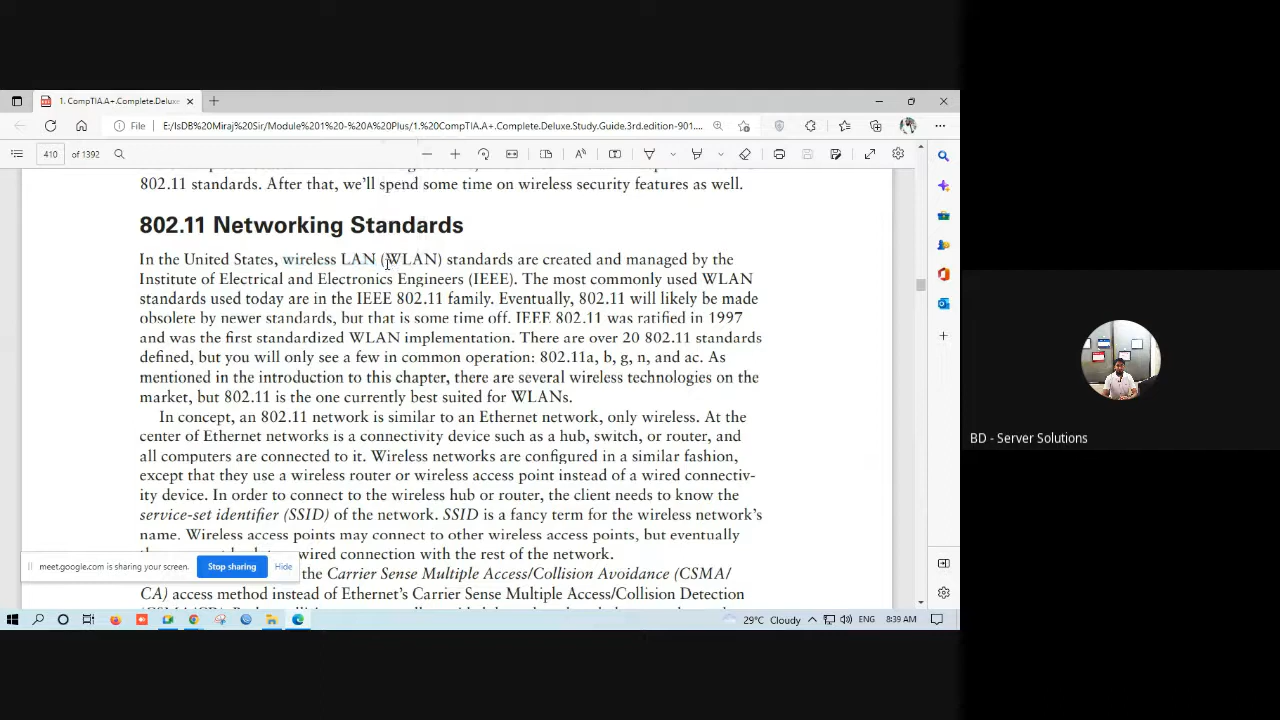 1. CompTIA.A+.Complete.Deluxe
File
E:/IsDB%20Miraj%20Sir/Module%201%20-%20A%20Plus/1.%20CompTIA.A+.Complete.Deluxe.Study.Guide.3rd.edition-901....
410 of 1392
802.11 standards. After that, we'll spend some time on wireless security features as well.
802.11 Networking Standards
In the United States, wireless LAN (WLAN) standards are created and managed by the
Institute of Electrical and Electronics Engineers (IEEE). The most commonly used WLAN
standards used today are in the IEEE 802.11 family. Eventually, 802.11 will likely be made
obsolete by newer standards, but that is some time off. IEEE 802.11 was ratified in 1997
and was the first standardized WLAN implementation. There are over 20 802.11 standards
defined, but you will only see a few in common operation: 802.11a, b, g, n, and ac. As
mentioned in the introduction to this chapter, there are several wireless technologies on the
market, but 802.11 is the one currently best suited for WLANs.
In concept, an 802.11 network is similar to an Ethernet network, only wireless. At the
center of Ethernet networks is a connectivity device such as a hub, switch, or router, and
all computers are connected to it. Wireless networks are configured in a similar fashion,
except that they use a wireless router or wireless access point instead of a wired connectiv-
ity device. In order to connect to the wireless hub or router, the client needs to know the
service-set identifier (SSID) of the network. SSID is a fancy term for the wireless network's
name. Wireless access points may connect to other wireless access points, but eventually
wired connection with the rest of the network.
meet.google.com is sharing your screen. Stop sharing Hide
the Carrier Sense Multiple Access/Collision Avoidance (CSMA/
CA) access method instead of Ethernet's Carrier Sense Multiple Access/Collision Detection
29°C Cloudy ENG 8:39 AM
BD - Server Solutions